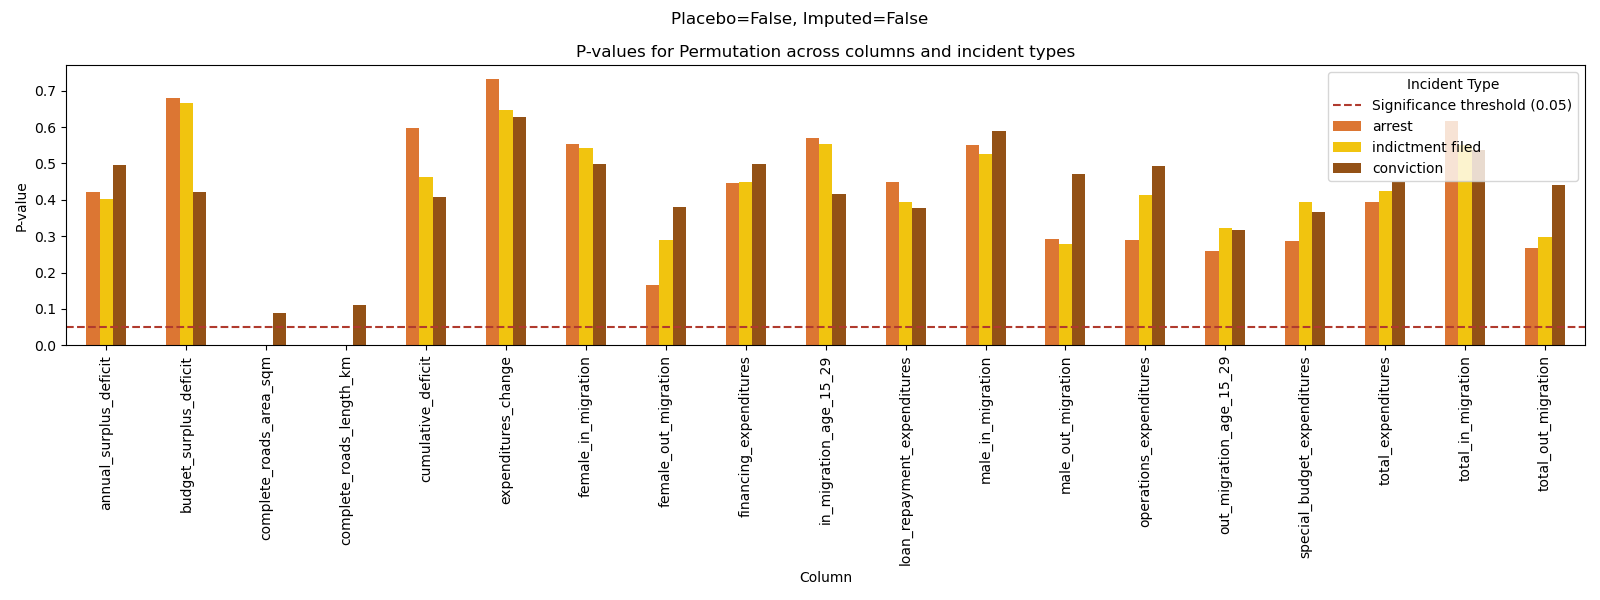 Placebo=False, Imputed=False
P-values for Permutation across columns and incident types
P-value
0.7
0.6
0.5
0.4
0.3
0.2
0.1
0.0
Incident Type
Significance threshold (0.05)
arrest
indictment filed
conviction
annual_surplus_deficit
budget_surplus_deficit
complete_roads_area_sqm
complete_roads_length_km
cumulative_deficit
expenditures_change
female_in_migration
female_out_migration
financing_expenditures
in_migration_age_15_29
loan_repayment_expenditures
male_in_migration
male_out_migration
operations_expenditures
out_migration_age_15_29
special_budget_expenditures
total_expenditures
total_in_migration
total_out_migration
Column